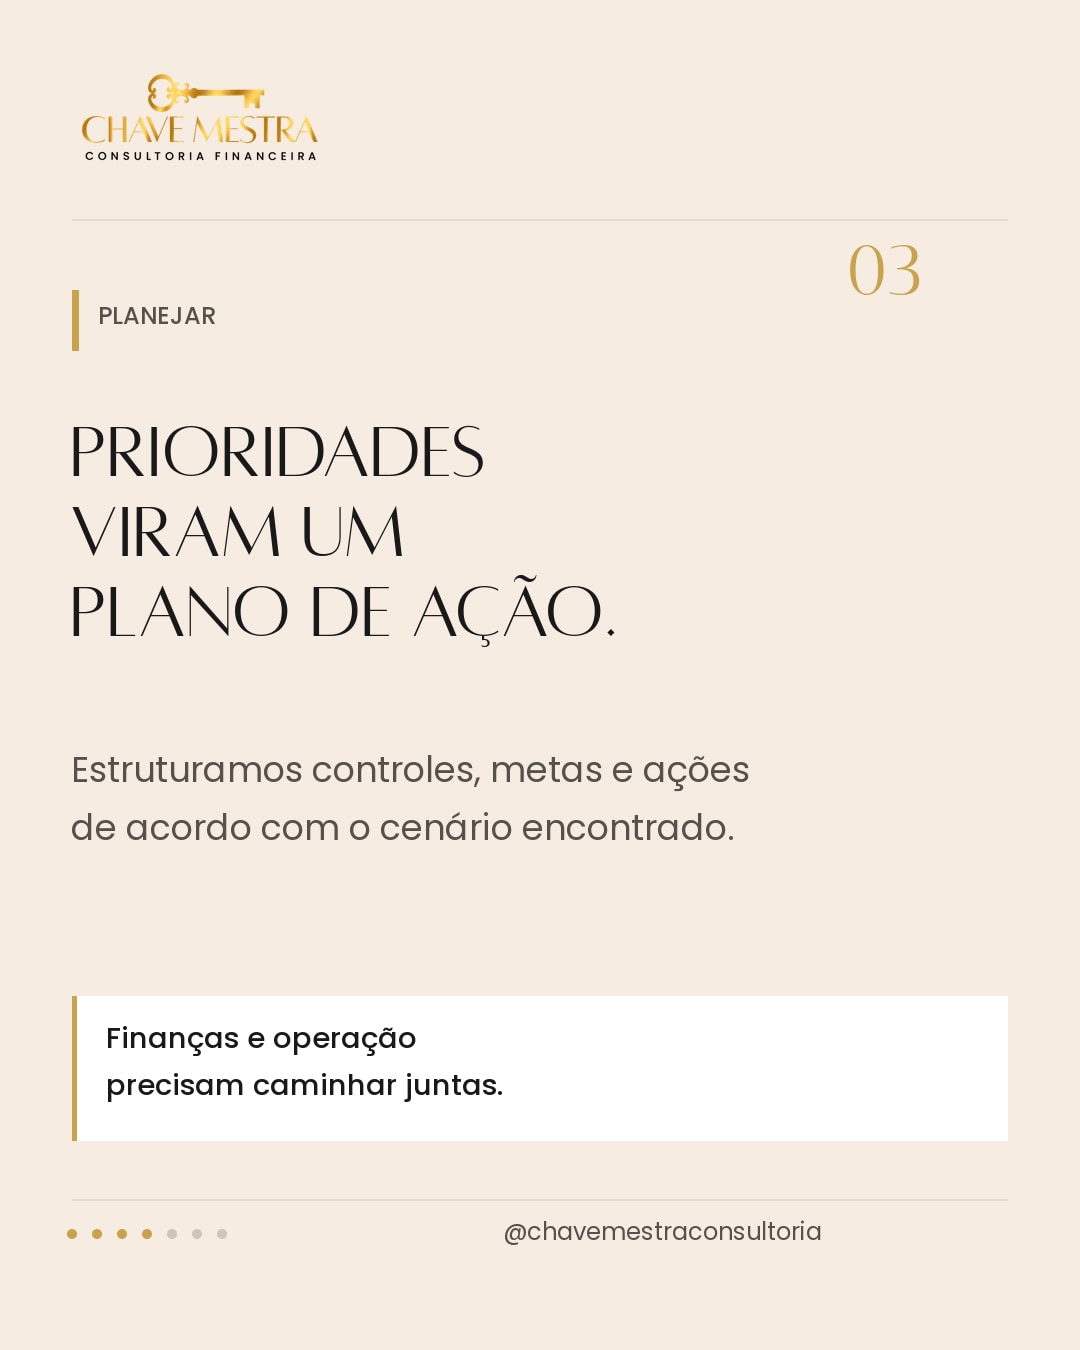 CHAVE MESTRA
CONSULTORIA FINANCEIRA
03
PLANEJAR
PRIORIDADES
VIRAM UM
PLANO DE AÇÃO.
Estruturamos controles, metas e ações
de acordo com o cenário encontrado.
Finanças e operação
precisam caminhar juntas.
@chavemestraconsultoria